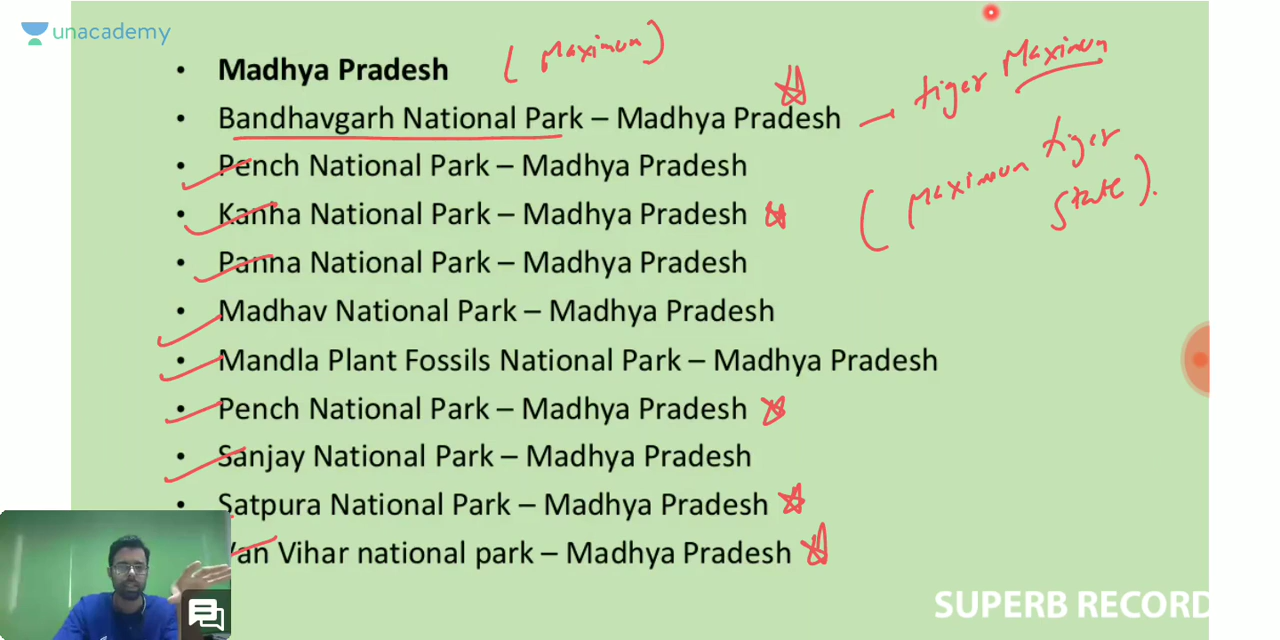 unacademy
Madhya Pradesh (Maximum)
Bandhavgarh National Park – Madhya Pradesh
tiger Maximum
(Maximum tiger
State).
Pench National Park – Madhya Pradesh
Kanha National Park – Madhya Pradesh
Panna National Park – Madhya Pradesh
Madhav National Park – Madhya Pradesh
Mandla Plant Fossils National Park – Madhya Pradesh
Pench National Park – Madhya Pradesh
Sanjay National Park – Madhya Pradesh
Satpura National Park – Madhya Pradesh
Van Vihar national park – Madhya Pradesh
SUPERB RECORD